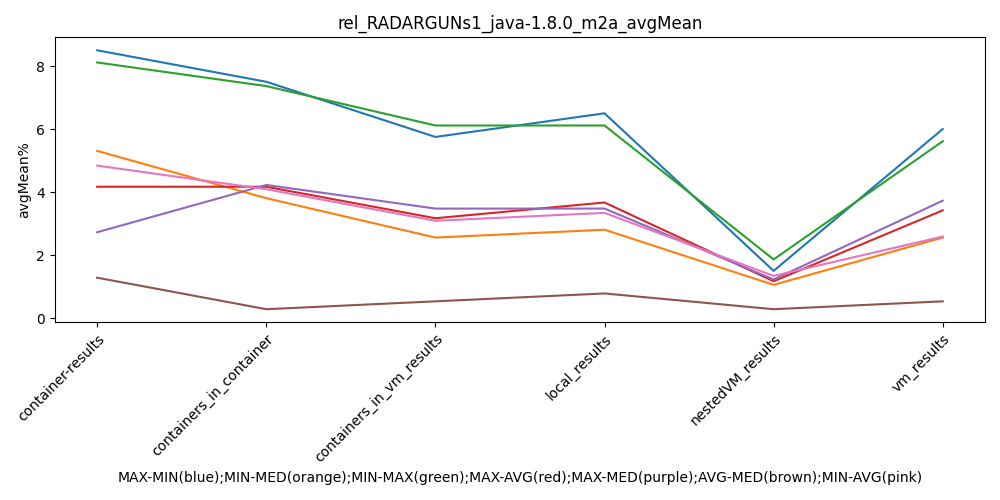 rel_RADARGUNs1_java-1.8.0_m2a_avgMean
avgMean%
8
6
4
2
0
container-results
containers_in_container
containers_in_vm_results
local_results
nestedVM_results
vm_results
MAX-MIN(blue);MIN-MED(orange);MIN-MAX(green);MAX-AVG(red);MAX-MED(purple);AVG-MED(brown);MIN-AVG(pink)